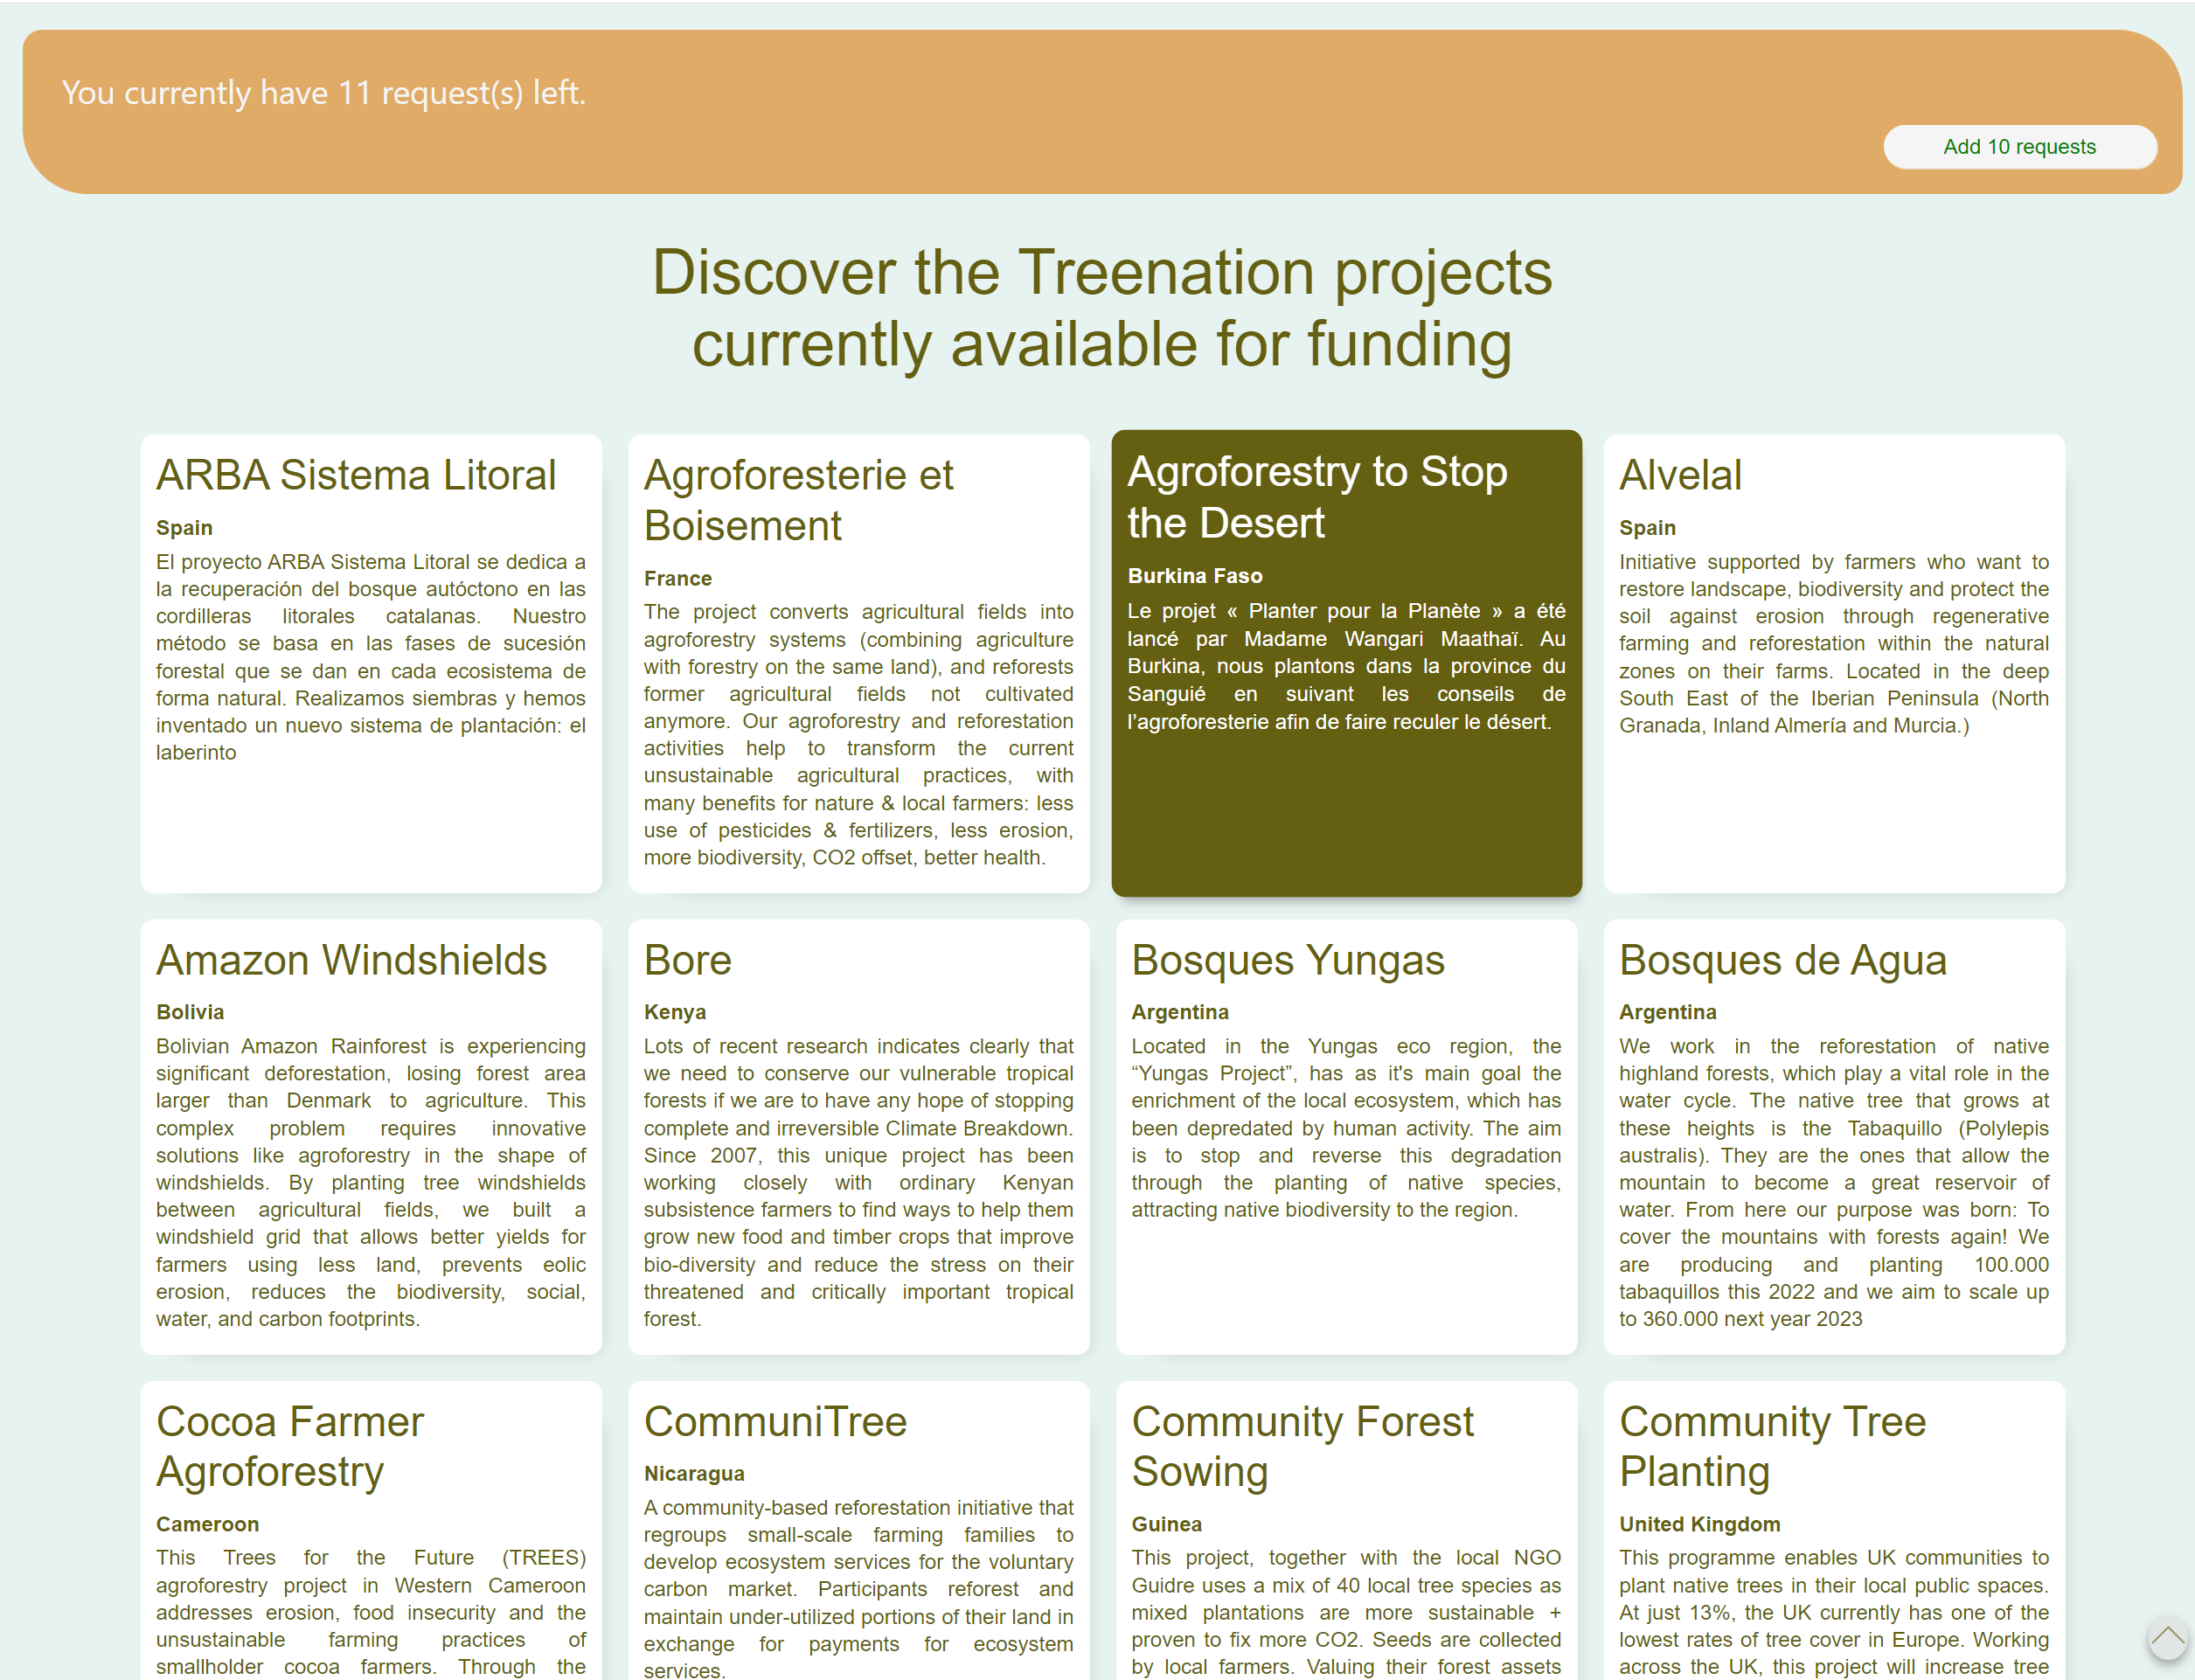 You currently have 11 request(s) left.
Add 10 requests
Discover the Treenation projects
currently available for funding
ARBA Sistema Litoral
Spain
El proyecto ARBA Sistema Litoral se dedica a
la recuperación del bosque autóctono en las
cordilleras litorales catalanas. Nuestro
método se basa en las fases de sucesión
forestal que se dan en cada ecosistema de
forma natural. Realizamos siembras y hemos
inventado un nuevo sistema de plantación: el
laberinto
Agroforesterie et
Boisement
France
The project converts agricultural fields into
agroforestry systems (combining agriculture
with forestry on the same land), and reforests
former agricultural fields not cultivated
anymore. Our agroforestry and reforestation
activities help to transform the current
unsustainable agricultural practices, with
many benefits for nature & local farmers: less
use of pesticides & fertilizers, less erosion,
more biodiversity, CO2 offset, better health.
Agroforestry to Stop
the Desert
Burkina Faso
Le projet « Planter pour la Planète » a été
lancé par Madame Wangari Maathaï. Au
Burkina, nous plantons dans la province du
Sanguié en suivant les conseils de
l’agroforesterie afin de faire reculer le désert.
Alvelal
Spain
Initiative supported by farmers who want to
restore landscape, biodiversity and protect the
soil against erosion through regenerative
farming and reforestation within the natural
zones on their farms. Located in the deep
South East of the Iberian Peninsula (North
Granada, Inland Almería and Murcia.)
Amazon Windshields
Bolivia
Bolivian Amazon Rainforest is experiencing
significant deforestation, losing forest area
larger than Denmark to agriculture. This
complex problem requires innovative
solutions like agroforestry in the shape of
windshields. By planting tree windshields
between agricultural fields, we built a
windshield grid that allows better yields for
farmers using less land, prevents eolic
erosion, reduces the biodiversity, social,
water, and carbon footprints.
Bore
Kenya
Lots of recent research indicates clearly that
we need to conserve our vulnerable tropical
forests if we are to have any hope of stopping
complete and irreversible Climate Breakdown.
Since 2007, this unique project has been
working closely with ordinary Kenyan
subsistence farmers to find ways to help them
grow new food and timber crops that improve
bio-diversity and reduce the stress on their
threatened and critically important tropical
forest.
Bosques Yungas
Argentina
Located in the Yungas eco region, the
“Yungas Project”, has as it's main goal the
enrichment of the local ecosystem, which has
been depredated by human activity. The aim
is to stop and reverse this degradation
through the planting of native species,
attracting native biodiversity to the region.
Bosques de Agua
Argentina
We work in the reforestation of native
highland forests, which play a vital role in the
water cycle. The native tree that grows at
these heights is the Tabaquillo (Polylepis
australis). They are the ones that allow the
mountain to become a great reservoir of
water. From here our purpose was born: To
cover the mountains with forests again! We
are producing and planting 100.000
tabaquillos this 2022 and we aim to scale up
to 360.000 next year 2023
Cocoa Farmer
Agroforestry
Cameroon
This Trees for the Future (TREES)
agroforestry project in Western Cameroon
addresses erosion, food insecurity and the
unsustainable farming practices of
smallholder cocoa farmers. Through the
CommuniTree
Nicaragua
A community-based reforestation initiative that
regroups small-scale farming families to
develop ecosystem services for the voluntary
carbon market. Participants reforest and
maintain under-utilized portions of their land in
exchange for payments for ecosystem
services.
Community Forest
Sowing
Guinea
This project, together with the local NGO
Guidre uses a mix of 40 local tree species as
mixed plantations are more sustainable +
proven to fix more CO2. Seeds are collected
by local farmers. Valuing their forest assets
Community Tree
Planting
United Kingdom
This programme enables UK communities to
plant native trees in their local public spaces.
At just 13%, the UK currently has one of the
lowest rates of tree cover in Europe. Working
across the UK, this project will increase tree